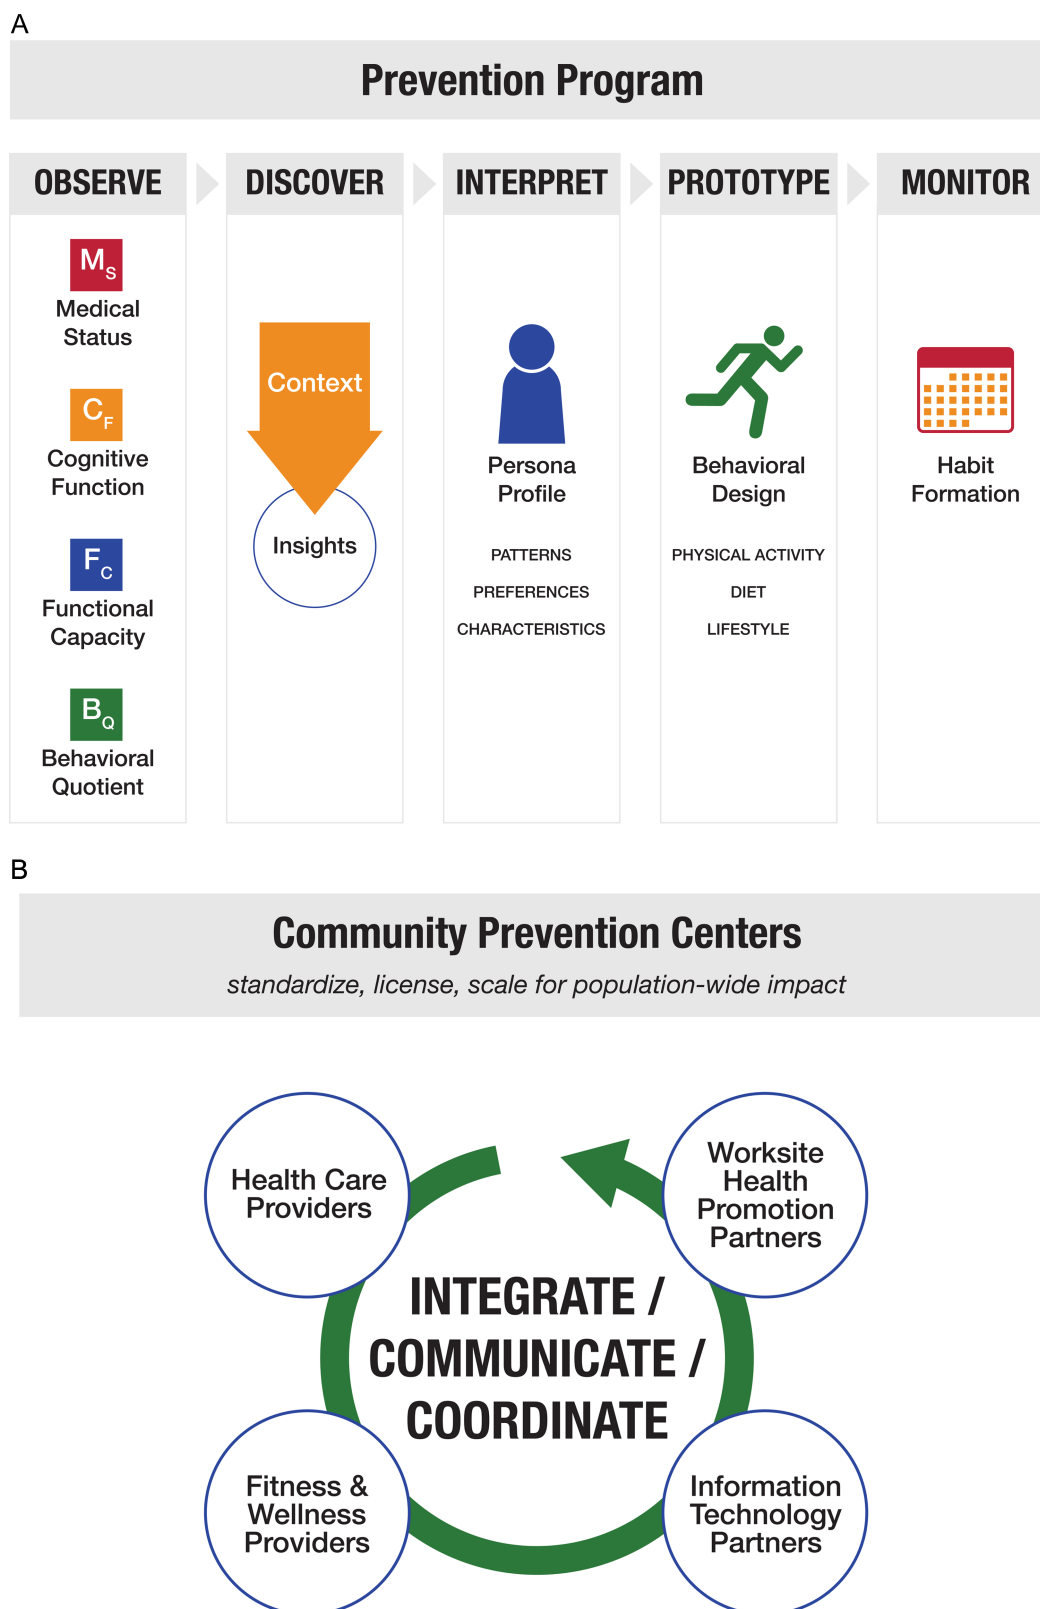 A
Prevention Program
OBSERVE
DISCOVER
INTERPRET
PROTOTYPE
MONITOR
MS
Medical
Status
CF
Cognitive
Function
FC
Functional
Capacity
BQ
Behavioral
Quotient
Context
Insights
Persona
Profile
PATTERNS
PREFERENCES
CHARACTERISTICS
Behavioral
Design
PHYSICAL ACTIVITY
DIET
LIFESTYLE
Habit
Formation
B
Community Prevention Centers
standardize, license, scale for population-wide impact
Health Care
Providers
Worksite
Health
Promotion
Partners
INTEGRATE /
COMMUNICATE /
COORDINATE
Fitness &
Wellness
Providers
Information
Technology
Partners